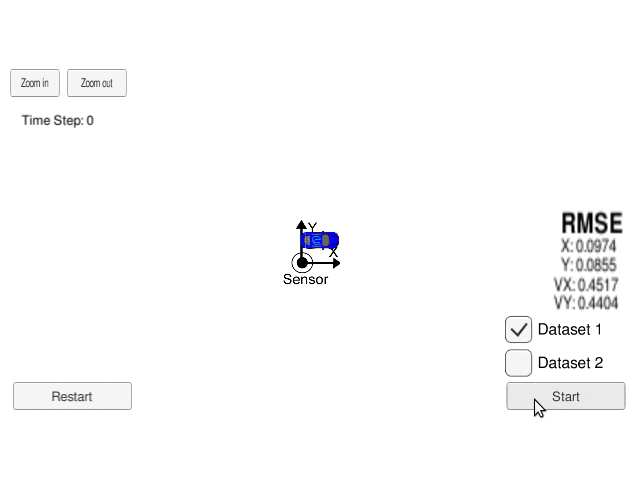 Zoom in
Zoom out
Time Step: 0
Y
X
Sensor
RMSE
X: 0.0974
Y: 0.0855
VX: 0.4517
VY: 0.4404
Dataset 1
Dataset 2
Restart
Start